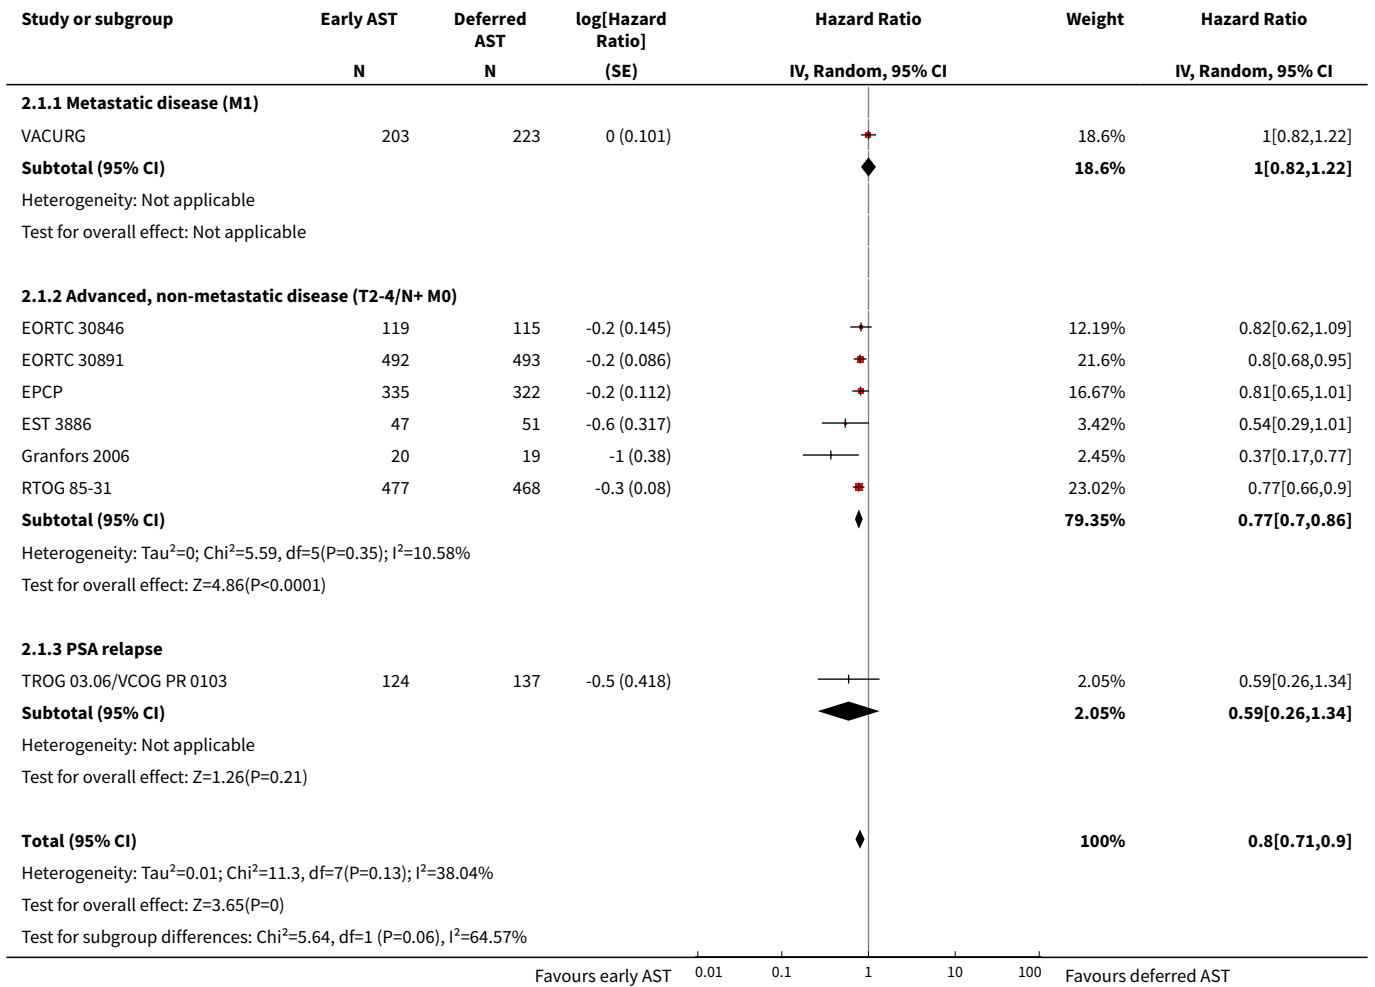 Study or subgroup Early AST Deferred AST log[Hazard Ratio] Hazard Ratio Weight Hazard Ratio
N N (SE) IV, Random, 95% CI IV, Random, 95% CI
2.1.1 Metastatic disease (M1)
VACURG 203 223 0 (0.101) 18.6% 1[0.82,1.22]
Subtotal (95% CI) 18.6% 1[0.82,1.22]
Heterogeneity: Not applicable
Test for overall effect: Not applicable
2.1.2 Advanced, non-metastatic disease (T2-4/N+ M0)
EORTC 30846 119 115 -0.2 (0.145) 12.19% 0.82[0.62,1.09]
EORTC 30891 492 493 -0.2 (0.086) 21.6% 0.8[0.68,0.95]
EPCP 335 322 -0.2 (0.112) 16.67% 0.81[0.65,1.01]
EST 3886 47 51 -0.6 (0.317) 3.42% 0.54[0.29,1.01]
Granfors 2006 20 19 -1 (0.38) 2.45% 0.37[0.17,0.77]
RTOG 85-31 477 468 -0.3 (0.08) 23.02% 0.77[0.66,0.9]
Subtotal (95% CI) 79.35% 0.77[0.7,0.86]
Heterogeneity: Tau²=0; Chi²=5.59, df=5(P=0.35); I²=10.58%
Test for overall effect: Z=4.86(P<0.0001)
2.1.3 PSA relapse
TROG 03.06/VCOG PR 0103 124 137 -0.5 (0.418) 2.05% 0.59[0.26,1.34]
Subtotal (95% CI) 2.05% 0.59[0.26,1.34]
Heterogeneity: Not applicable
Test for overall effect: Z=1.26(P=0.21)
Total (95% CI) 100% 0.8[0.71,0.9]
Heterogeneity: Tau²=0.01; Chi²=11.3, df=7(P=0.13); I²=38.04%
Test for overall effect: Z=3.65(P=0)
Test for subgroup differences: Chi²=5.64, df=1 (P=0.06), I²=64.57%
Favours early AST 0.01 0.1 1 10 100 Favours deferred AST